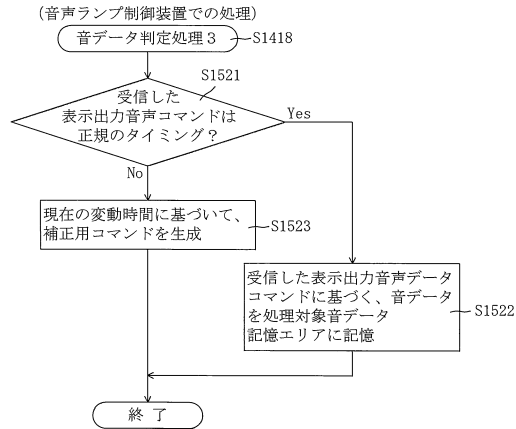 (音声ランプ制御装置での処理)
音データ判定処理3
S1418
S1521
受信した
表示出力音声コマンドは
正規のタイミング?
Yes
No
現在の変動時間に基づいて、
補正用コマンドを生成
S1523
受信した表示出力音声データ
コマンドに基づく、音データ
を処理対象音データ
記憶エリアに記憶
S1522
終了